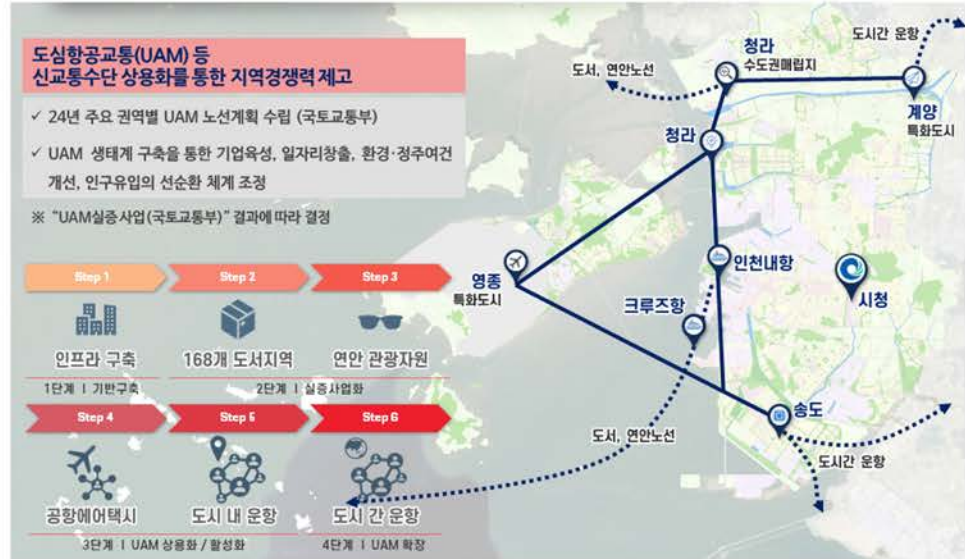 도심항공교통(UAM) 등
신교통수단 상용화를 통한 지역경쟁력 제고
✓ 24년 주요 권역별 UAM 노선계획 수립 (국토교통부)
✓ UAM 생태계 구축을 통한 기업육성, 일자리창출, 환경·정주여건
개선, 인구유입의 선순환 체계 조정
※ “UAM실증사업(국토교통부)” 결과에 따라 결정
Step 1
Step 2
Step 3
인프라 구축
168개 도서지역
연안 관광자원
1단계 I 기반구축
2단계 I 실증사업화
Step 4
Step 5
Step 6
공항에어택시
도시 내 운항
도시 간 운항
3단계 I UAM 상용화 / 활성화
4단계 I UAM 확장
도시간 운항
청라
수도권매립지
도서, 연안노선
계양
특화도시
청라
영종
특화도시
인천내항
시청
크루즈항
송도
도서, 연안노선
도시간 운항